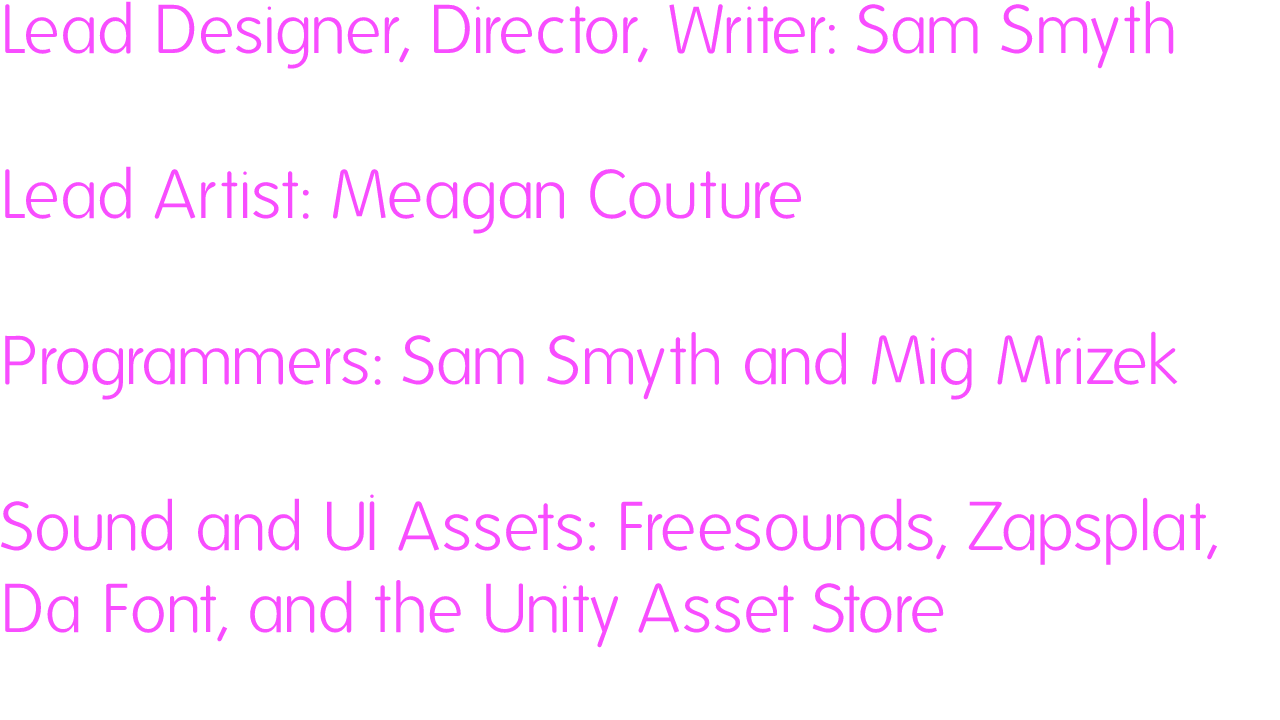 Lead Designer, Director, Writer: Sam Smyth
Lead Artist: Meagan Couture
Programmers: Sam Smyth and Mig Mrizek
Sound and UI Assets: Freesounds, Zapsplat,
Da Font, and the Unity Asset Store